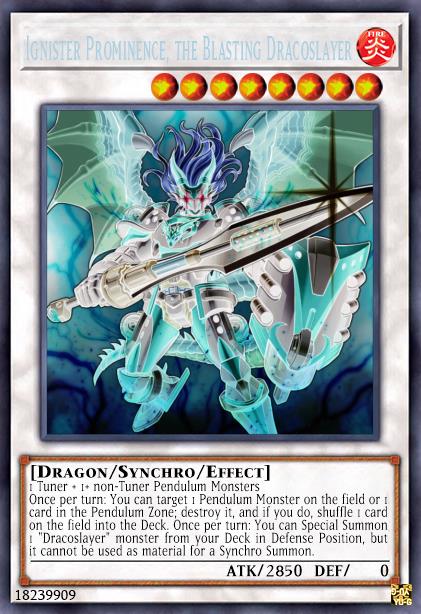 Ignister Prominence, the Blasting Dracoslayer
FIRE
炎
[Dragon/Synchro/Effect]
1 Tuner + 1+ non-Tuner Pendulum Monsters
Once per turn: You can target 1 Pendulum Monster on the field or 1
card in the Pendulum Zone; destroy it, and if you do, shuffle 1 card
on the field into the Deck. Once per turn: You can Special Summon
1 "Dracoslayer" monster from your Deck in Defense Position, but
it cannot be used as material for a Synchro Summon.
ATK/2850 DEF/ 0
18239909